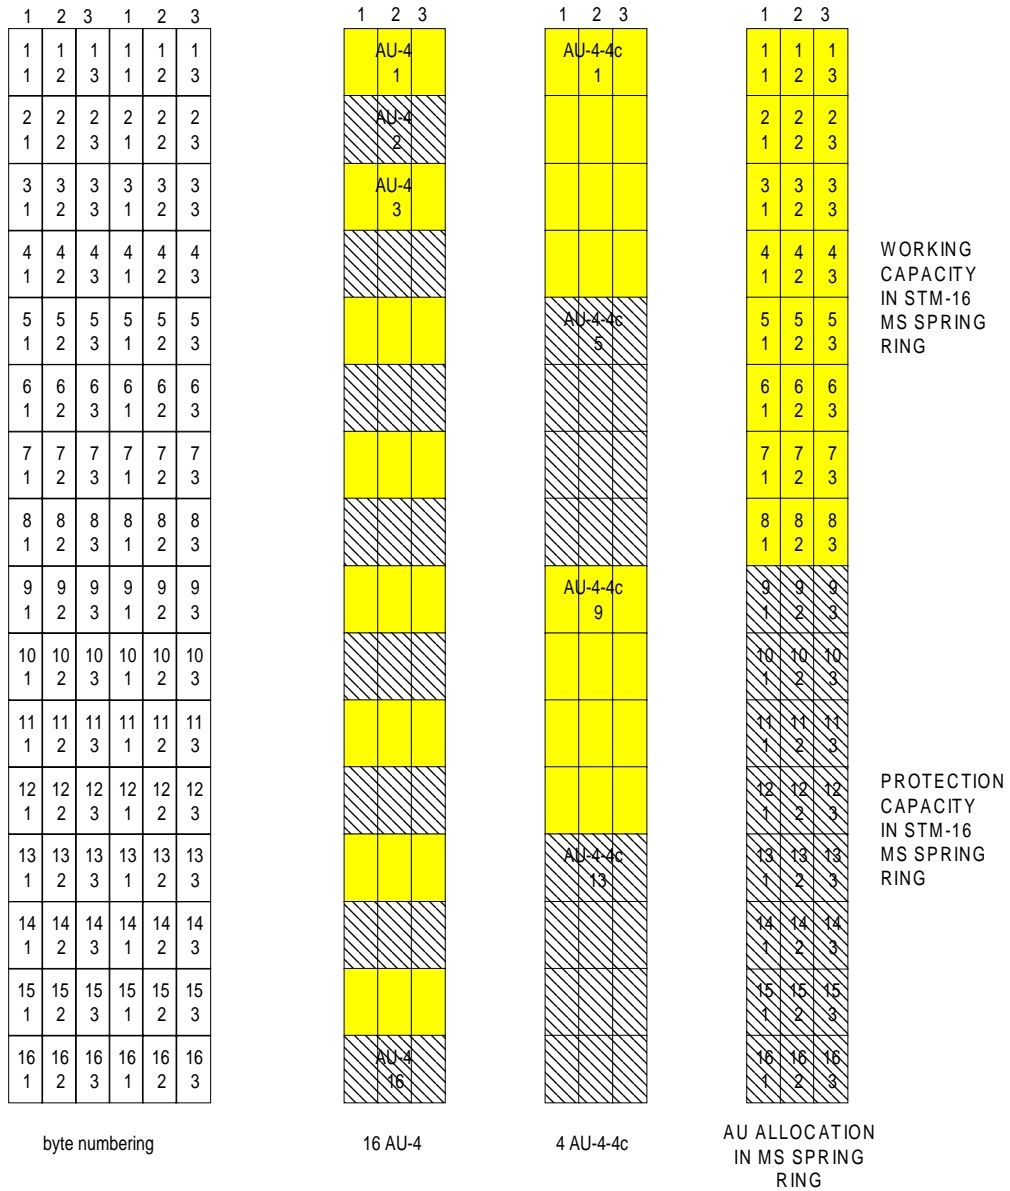 1 2 3 1 2 3
1 2 3
1 2 3
1 2 3
1 1 1 1 1 1
1 2 3 1 2 3
2 2 2 2 2 2
1 2 3 1 2 3
3 3 3 3 3 3
1 2 3 1 2 3
4 4 4 4 4 4
1 2 3 1 2 3
5 5 5 5 5 5
1 2 3 1 2 3
6 6 6 6 6 6
1 2 3 1 2 3
7 7 7 7 7 7
1 2 3 1 2 3
8 8 8 8 8 8
1 2 3 1 2 3
9 9 9 9 9 9
1 2 3 1 2 3
10 10 10 10 10 10
1 2 3 1 2 3
11 11 11 11 11 11
1 2 3 1 2 3
12 12 12 12 12 12
1 2 3 1 2 3
13 13 13 13 13 13
1 2 3 1 2 3
14 14 14 14 14 14
1 2 3 1 2 3
15 15 15 15 15 15
1 2 3 1 2 3
16 16 16 16 16 16
1 2 3 1 2 3
byte numbering
AU-4
1
AU-4
2
AU-4
3
AU-4
16
16 AU-4
AU-4-4c
1
AU-4-4c
5
AU-4-4c
9
AU-4-4c
13
4 AU-4-4c
1 1 1
1 2 3
2 2 2
1 2 3
3 3 3
1 2 3
4 4 4
1 2 3
5 5 5
1 2 3
6 6 6
1 2 3
7 7 7
1 2 3
8 8 8
1 2 3
9 9 9
1 2 3
10 10 10
1 2 3
11 11 11
1 2 3
12 12 12
1 2 3
13 13 13
1 2 3
14 14 14
1 2 3
15 15 15
1 2 3
16 16 16
1 2 3
AU ALLOCATION
IN MS SPRING
RING
WORKING
CAPACITY
IN STM-16
MS SPRING
RING
PROTECTION
CAPACITY
IN STM-16
MS SPRING
RING